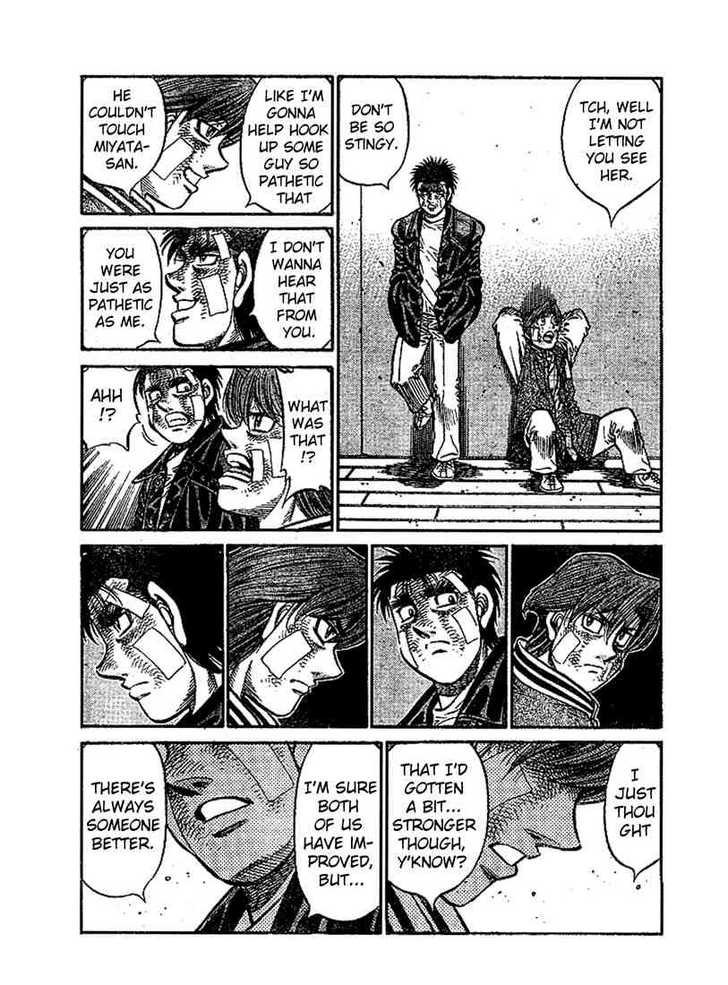 TCH, WELL
I'M NOT
LETTING
YOU SEE
HER.
DON'T
BE SO
STINGY.
LIKE I'M
GONNA
HELP HOOK
UP SOME
GUY SO
PATHETIC
THAT
HE
COULDN'T
TOUCH
MIYATA-
SAN.
I DON'T
WANNA
HEAR
THAT
FROM
YOU.
YOU
WERE
JUST AS
PATHETIC
AS ME.
WHAT
WAS
THAT
!?
AHH
!?
I
JUST
THOU
GHT
THAT I'D
GOTTEN
A BIT...
STRONGER
THOUGH,
Y'KNOW?
I'M SURE
BOTH
OF US
HAVE IM-
PROVED,
BUT...
THERE'S
ALWAYS
SOMEONE
BETTER.